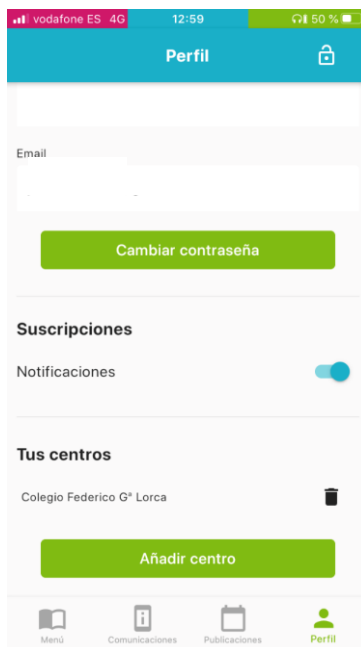 vodafone ES 4G 12:59 50 %
Perfil
Email
Cambiar contraseña
Suscripciones
Notificaciones
Tus centros
Colegio Federico Gª Lorca
Añadir centro
Menú Comunicaciones Publicaciones Perfil